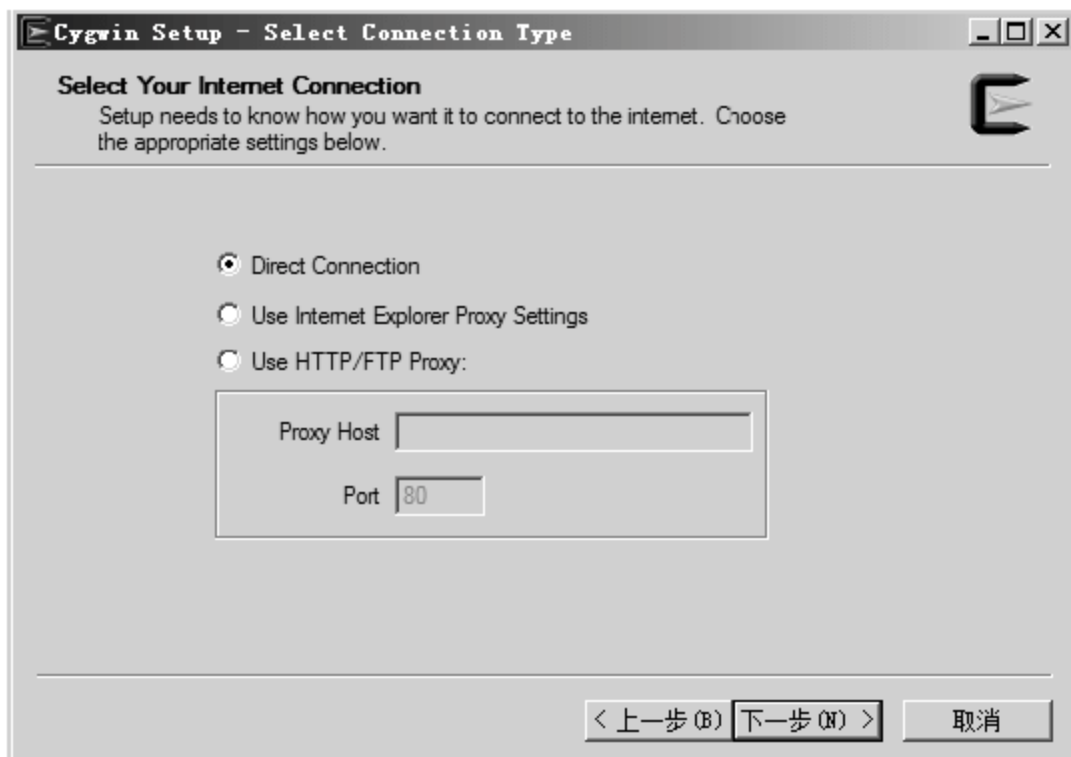 Cygwin Setup - Select Connection Type
Select Your Internet Connection
Setup needs to know how you want it to connect to the internet. Choose
the appropriate settings below.
Direct Connection
Use Internet Explorer Proxy Settings
Use HTTP/FTP Proxy:
Proxy Host
Port 80
< 上一步(B) 下一步(N) > 取消